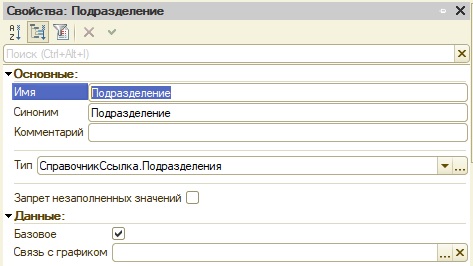 Свойства: Подразделение
Поиск (Ctrl+Alt+I)
Основные:
Имя Подразделение
Синоним Подразделение
Комментарий
Тип СправочникСсылка.Подразделения
Запрет незаполненных значений
Данные:
Базовое
Связь с графиком